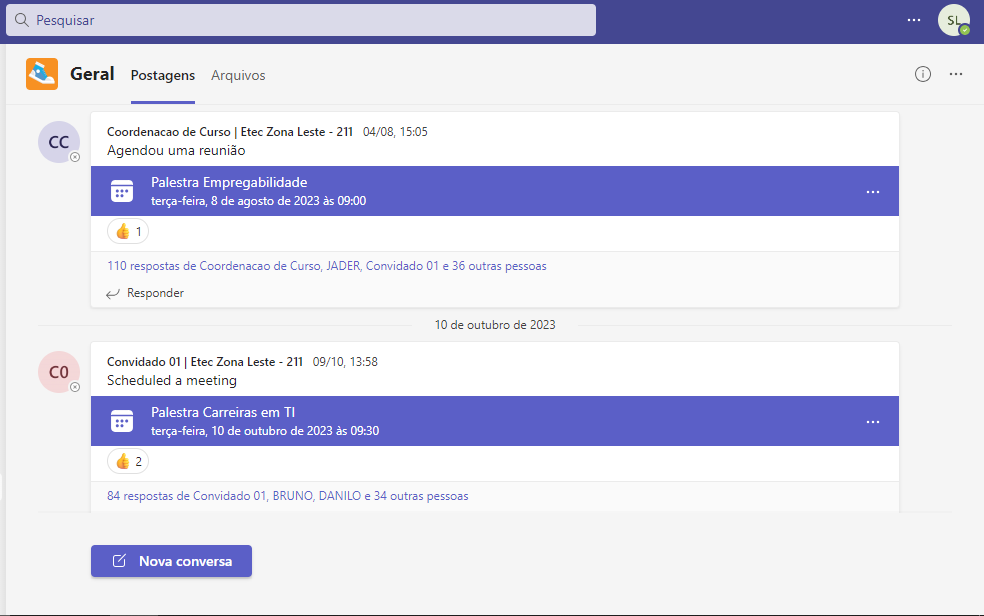 Pesquisar
SL
Geral Postagens Arquivos
CC
Coordenacao de Curso | Etec Zona Leste - 211 04/08, 15:05
Agendou uma reunião
Palestra Empregabilidade
terça-feira, 8 de agosto de 2023 às 09:00
1
110 respostas de Coordenacao de Curso, JADER, Convidado 01 e 36 outras pessoas
Responder
10 de outubro de 2023
C0
Convidado 01 | Etec Zona Leste - 211 09/10, 13:58
Scheduled a meeting
Palestra Carreiras em TI
terça-feira, 10 de outubro de 2023 às 09:30
2
84 respostas de Convidado 01, BRUNO, DANILO e 34 outras pessoas
Nova conversa